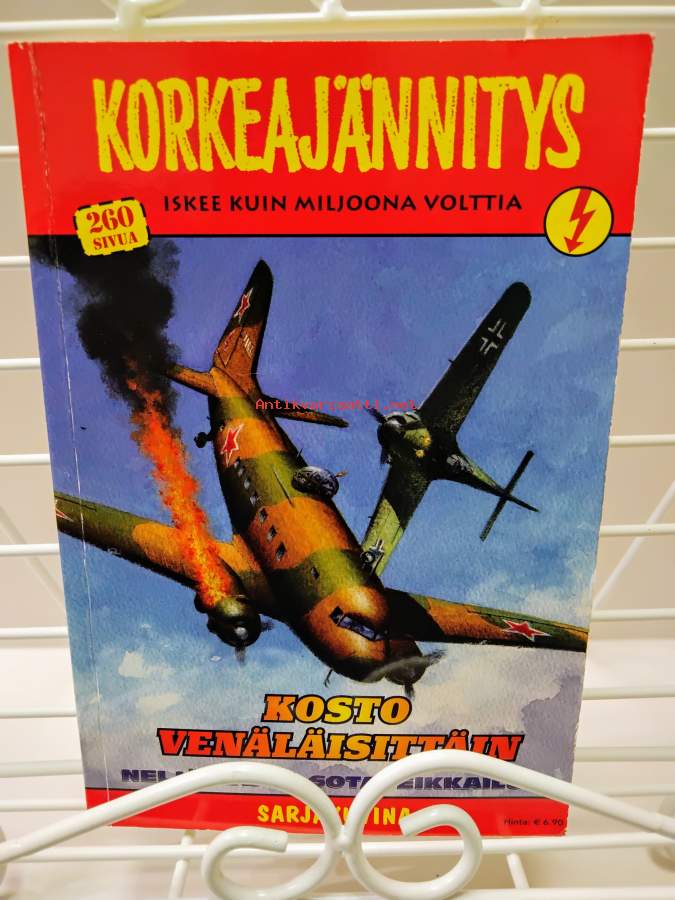 KORKEAJÄNNITYS
ISKEE KUIN MILJOONA VOLTTIA
260
SIVUA
Antikvariaatti.net
KOSTO
VENÄLÄISITTÄIN
Hinta: € 6.90